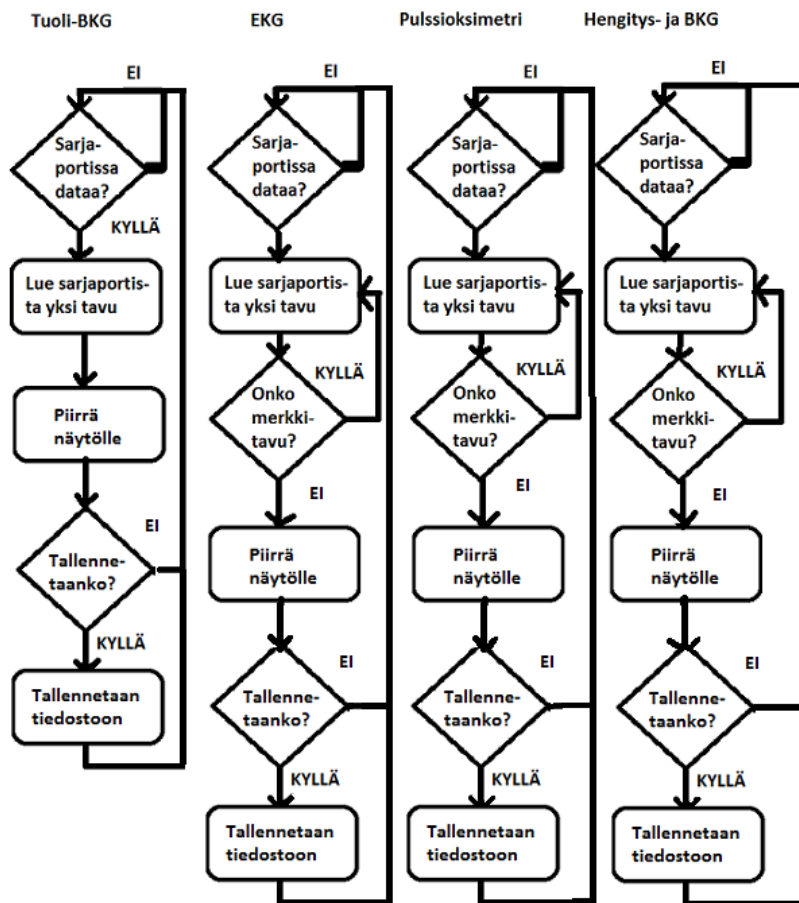 Tuoli-BKG
EI
Sarja-
portissa
dataa?
KYLLÄ
Lue sarjaportis-
ta yksi tavu
Piirrä
näytölle
EI
Tallenne-
taanko?
KYLLÄ
Tallennetaan
tiedostoon
EKG
EI
Sarja-
portissa
dataa?
Lue sarjaportis-
ta yksi tavu
KYLLÄ
Onko
merkki-
tavu?
EI
Piirrä
näytölle
EI
Tallenne-
taanko?
KYLLÄ
Tallennetaan
tiedostoon
Pulssioksimetri
EI
Sarja-
portissa
dataa?
Lue sarjaportis-
ta yksi tavu
KYLLÄ
Onko
merkki-
tavu?
EI
Piirrä
näytölle
EI
Tallenne-
taanko?
KYLLÄ
Tallennetaan
tiedostoon
Hengitys- ja BKG
EI
Sarja-
portissa
dataa?
Lue sarjaportis-
ta yksi tavu
KYLLÄ
Onko
merkki-
tavu?
EI
Piirrä
näytölle
EI
Tallenne-
taanko?
KYLLÄ
Tallennetaan
tiedostoon